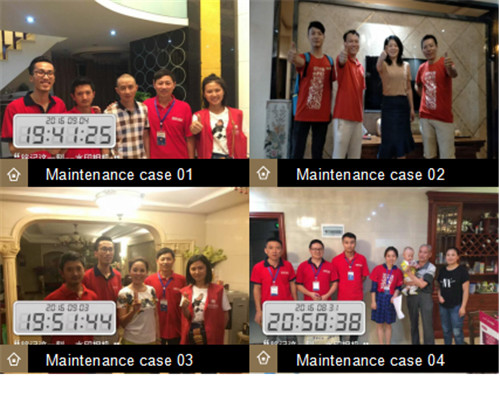 2016 09.04
19:41:25
Maintenance case 01
Maintenance case 02
2016 09.03
19:51:44
Maintenance case 03
2016 08.31
20:50:38
Maintenance case 04